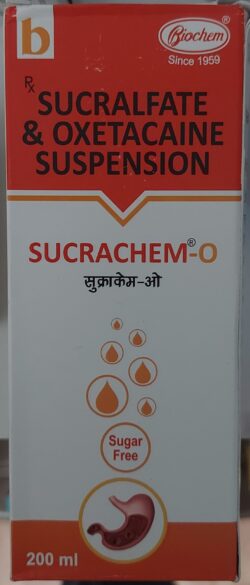 b
Biochem®
Since 1959
Rx
SUCRALFATE
& OXETACAINE
SUSPENSION
SUCRACHEM®-O
सुक्राकेम-ओ
Sugar
Free
200 ml